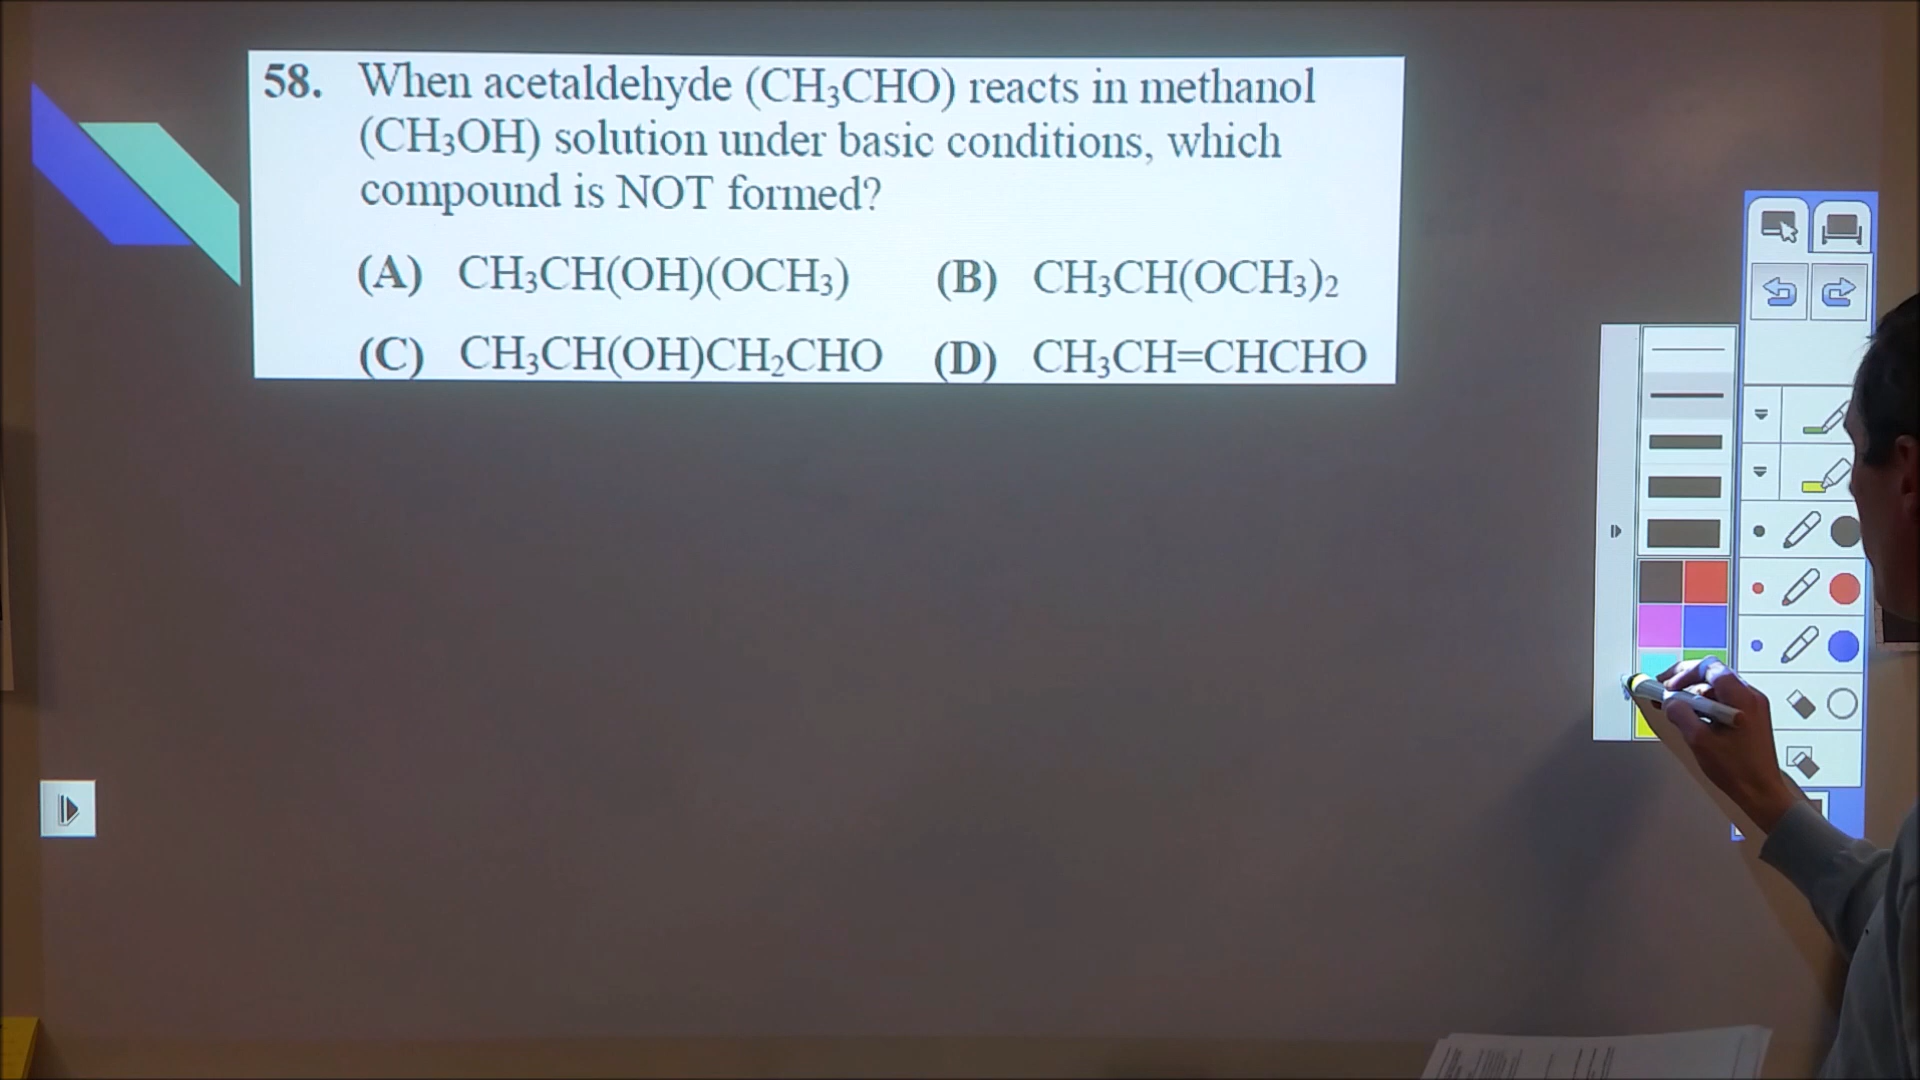 58. When acetaldehyde (CH₃CHO) reacts in methanol
(CH₃OH) solution under basic conditions, which
compound is NOT formed?
(A) CH₃CH(OH)(OCH₃) (B) CH₃CH(OCH₃)₂
(C) CH₃CH(OH)CH₂CHO (D) CH₃CH=CHCHO